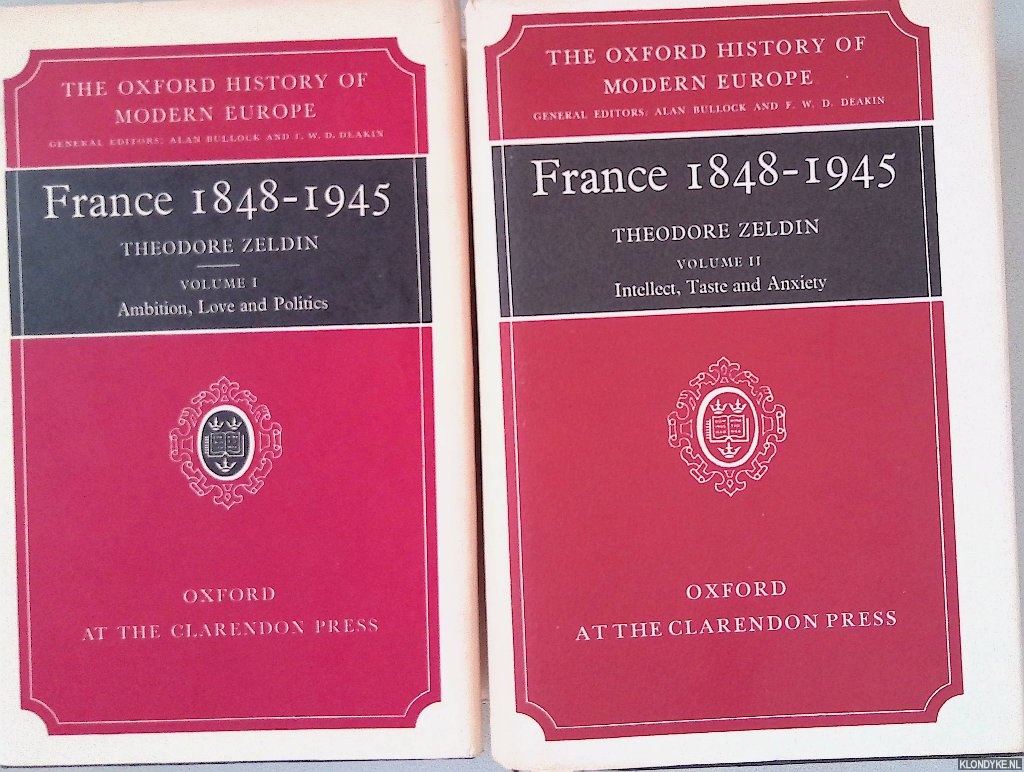 THE OXFORD HISTORY OF
MODERN EUROPE
GENERAL EDITORS: ALAN BULLOCK AND F. W. D. DEAKIN
France 1848-1945
THEODORE ZELDIN
VOLUME I
Ambition, Love and Politics
OXFORD
AT THE CLARENDON PRESS
THE OXFORD HISTORY OF
MODERN EUROPE
GENERAL EDITORS: ALAN BULLOCK AND F. W. D. DEAKIN
France 1848-1945
THEODORE ZELDIN
VOLUME II
Intellect, Taste and Anxiety
OXFORD
AT THE CLARENDON PRESS
KLONDYKE.NL